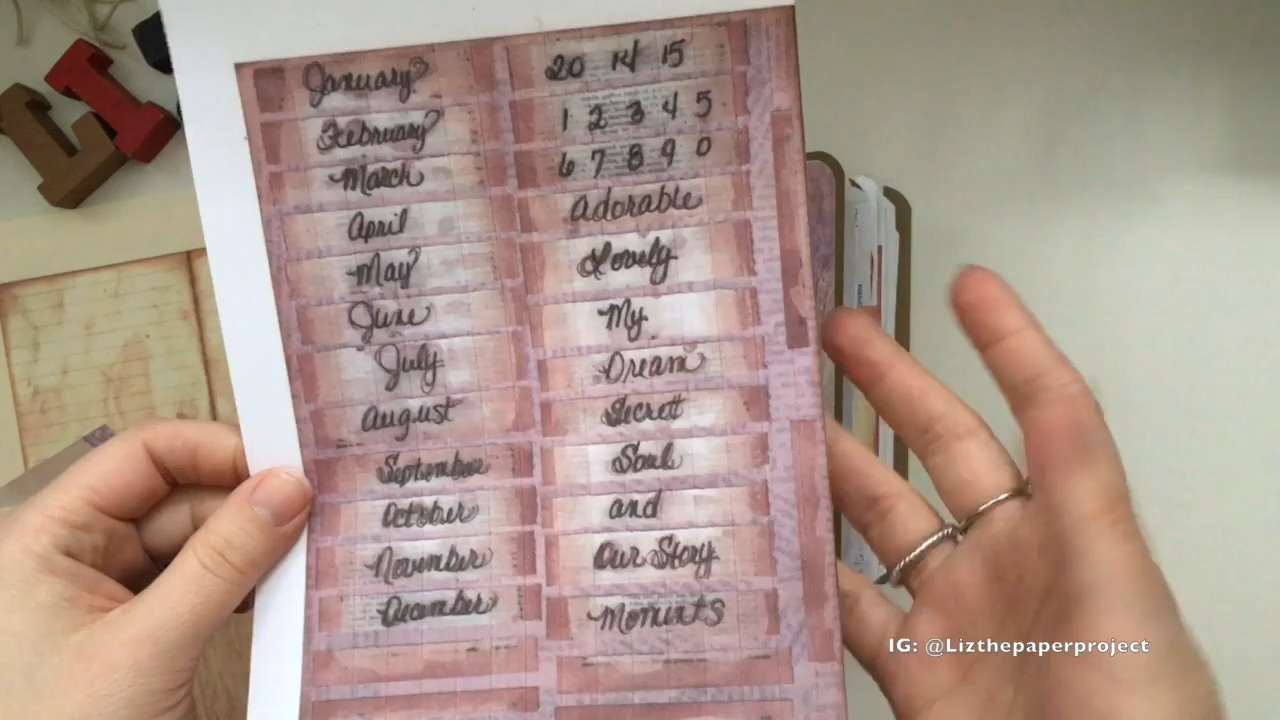 January
February
March
April
May
June
July
August
September
October
November
December
20 14 15
1 2 3 4 5
6 7 8 9 0
Adorable
Lovely
My
Dream
Secrett
Soul
and
Our Story
Moments
IG: @Lizthepaperproject